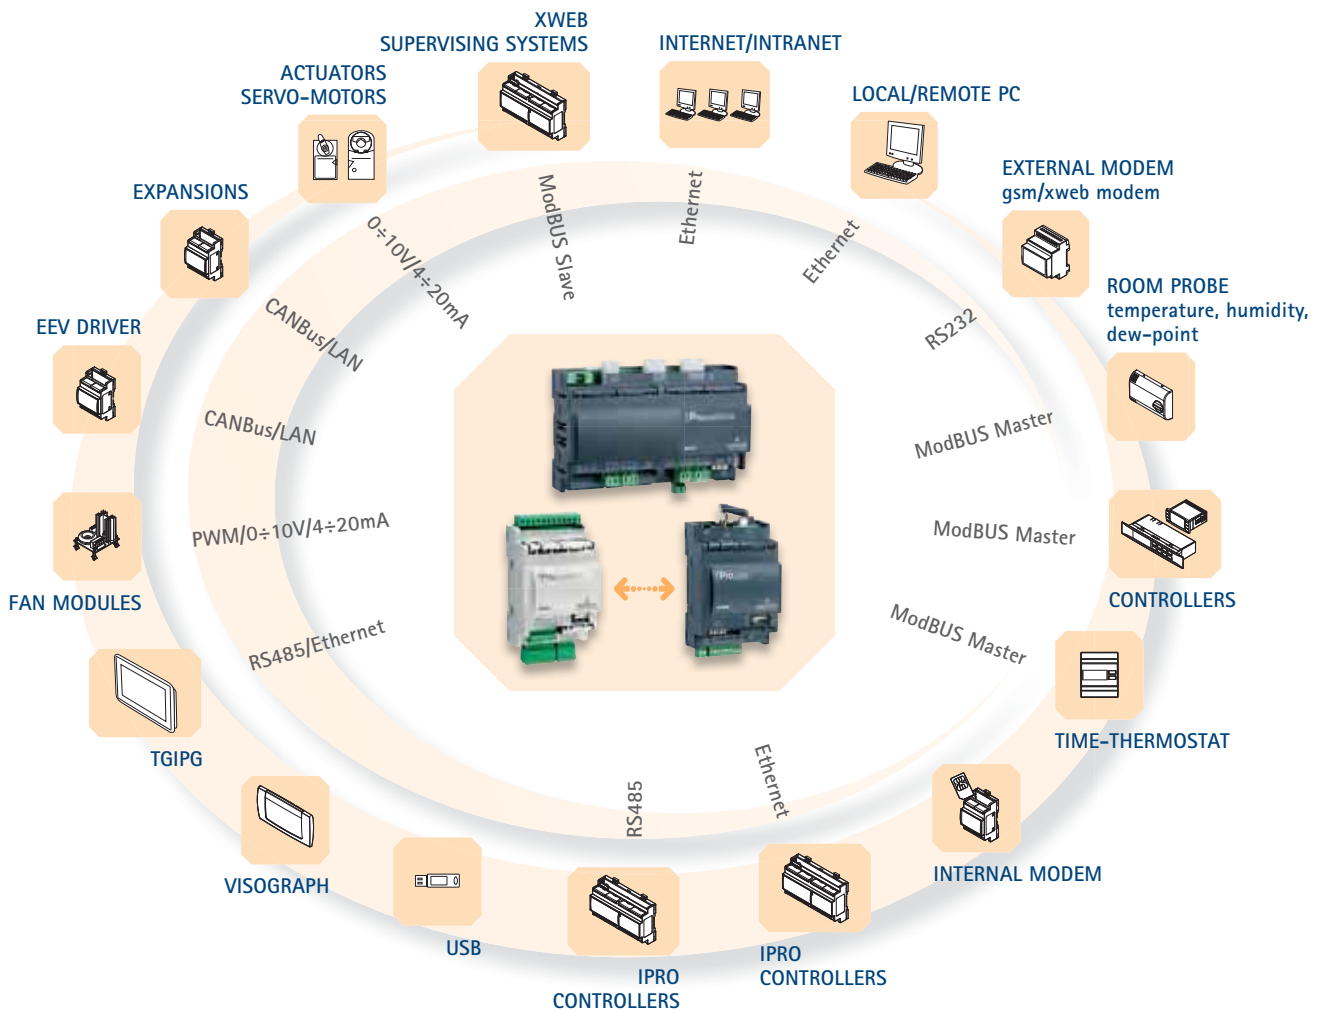 XWEB
SUPERVISING SYSTEMS
INTERNET/INTRANET
ACTUATORS
SERVO-MOTORS
LOCAL/REMOTE PC
EXPANSIONS
EXTERNAL MODEM
gsm/xweb modem
ROOM PROBE
temperature, humidity,
dew-point
EEV DRIVER
ModBUS Slave
Ethernet
Ethernet
0÷10V/4÷20mA
CANBus/LAN
RS232
CANBus/LAN
ModBUS Master
PWM/0÷10V/4÷20mA
ModBUS Master
FAN MODULES
CONTROLLERS
iPro
RS485/Ethernet
ModBUS Master
TGIPG
TIME-THERMOSTAT
RS485
Ethernet
VISOGRAPH
INTERNAL MODEM
USB
IPRO
CONTROLLERS
IPRO
CONTROLLERS